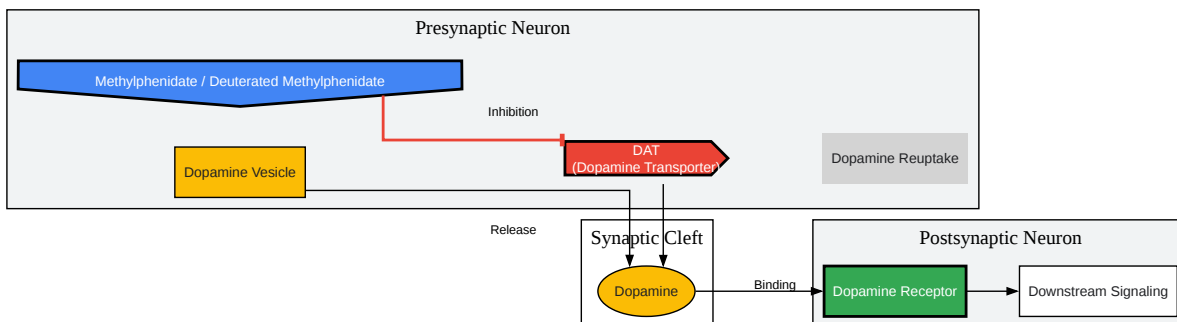 Presynaptic Neuron
Methylphenidate / Deuterated Methylphenidate
Inhibition
DAT
(Dopamine Transporter)
Dopamine Reuptake
Dopamine Vesicle
Release
Synaptic Cleft
Postsynaptic Neuron
Dopamine
Binding
Dopamine Receptor
Downstream Signaling